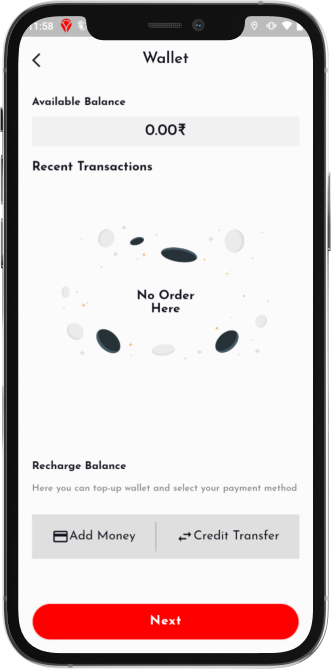 11:58
Wallet
Available Balance
0.00₹
Recent Transactions
No Order
Here
Recharge Balance
Here you can top-up wallet and select your payment method
Add Money
Credit Transfer
Next